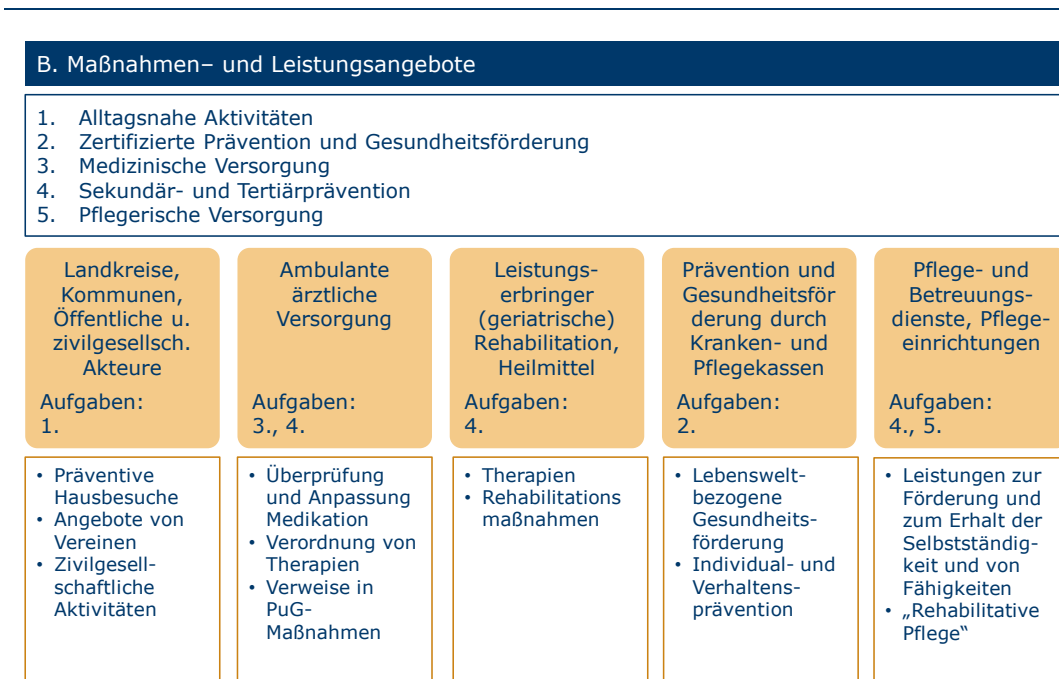 B. Maßnahmen– und Leistungsangebote
1. Alltagsnahe Aktivitäten
2. Zertifizierte Prävention und Gesundheitsförderung
3. Medizinische Versorgung
4. Sekundär- und Tertiärprävention
5. Pflegerische Versorgung
Landkreise,
Kommunen,
Öffentliche u.
zivilgesellsch.
Akteure
Aufgaben:
1.
Ambulante
ärztliche
Versorgung
Aufgaben:
3., 4.
Leistungs-
erbringer
(geriatrische)
Rehabilitation,
Heilmittel
Aufgaben:
4.
Prävention und
Gesundheitsför
derung durch
Kranken- und
Pflegekassen
Aufgaben:
2.
Pflege- und
Betreuungs-
dienste, Pflege-
einrichtungen
Aufgaben:
4., 5.
• Präventive
Hausbesuche
• Angebote von
Vereinen
• Zivilgesell-
schaftliche
Aktivitäten
• Überprüfung
und Anpassung
Medikation
• Verordnung von
Therapien
• Verweise in
PuG-
Maßnahmen
• Therapien
• Rehabilitations
maßnahmen
• Lebenswelt-
bezogene
Gesundheits-
förderung
• Individual- und
Verhaltens-
prävention
• Leistungen zur
Förderung und
zum Erhalt der
Selbstständig-
keit und von
Fähigkeiten
• „Rehabilitative
Pflege“